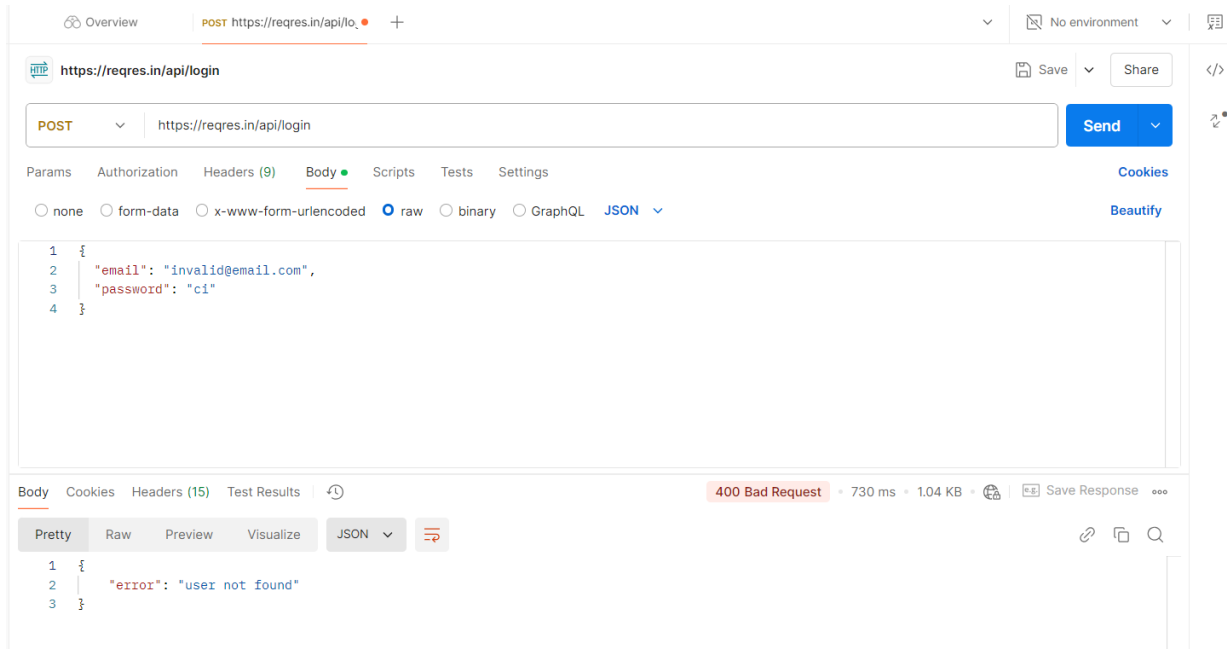 Overview POST https://reqres.in/api/lo. No environment
HTTP https://reqres.in/api/login Save Share
POST https://reqres.in/api/login Send
Params Authorization Headers (9) Body Scripts Tests Settings Cookies
none form-data x-www-form-urlencoded raw binary GraphQL JSON Beautify
1 {
2 "email": "invalid@email.com",
3 "password": "ci"
4 }
Body Cookies Headers (15) Test Results 400 Bad Request 730 ms 1.04 KB e.g. Save Response
Pretty Raw Preview Visualize JSON
1 {
2 "error": "user not found"
3 }